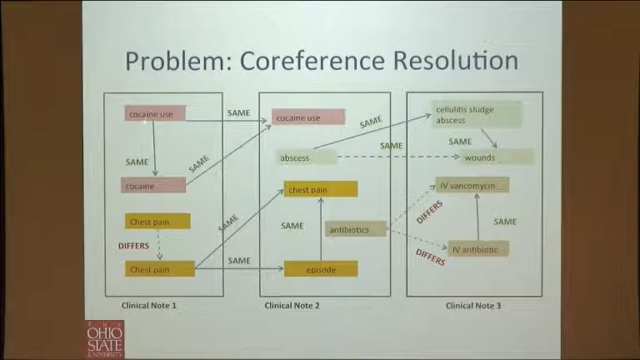 Problem: Coreference Resolution
cocaine use
SAME
SAME
cocaine
Chest pain
DIFFERS
Chest pain
Clinical Note 1
SAME
SAME
SAME
cocaine use
abscess
chest pain
SAME
antibiotics
episode
Clinical Note 2
SAME
SAME
DIFFERS
DIFFERS
cellulitis sludge
abscess
SAME
wounds
IV vancomycin
SAME
IV antibiotic
Clinical Note 3
THE
OHIO
STATE
UNIVERSITY